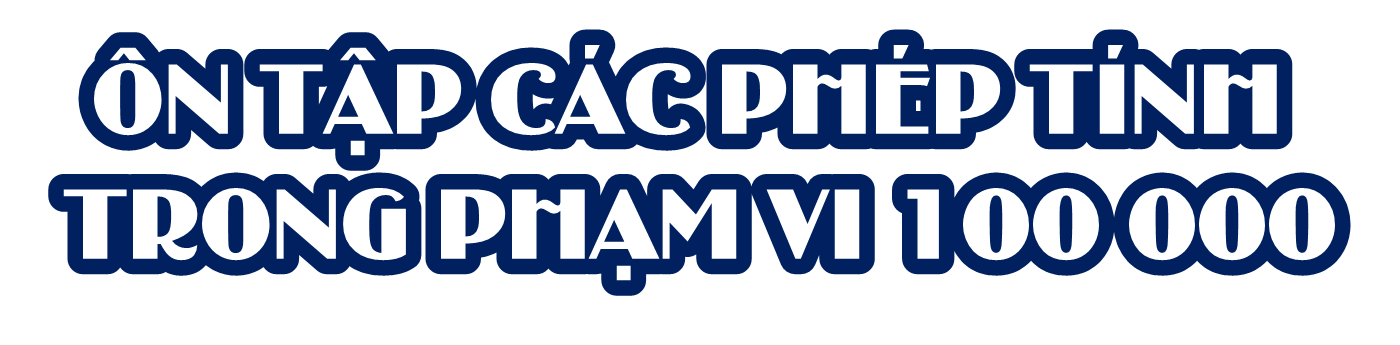 ÔN TẬP CÁC PHÉP TÍNH
TRONG PHẠM VI 100 000